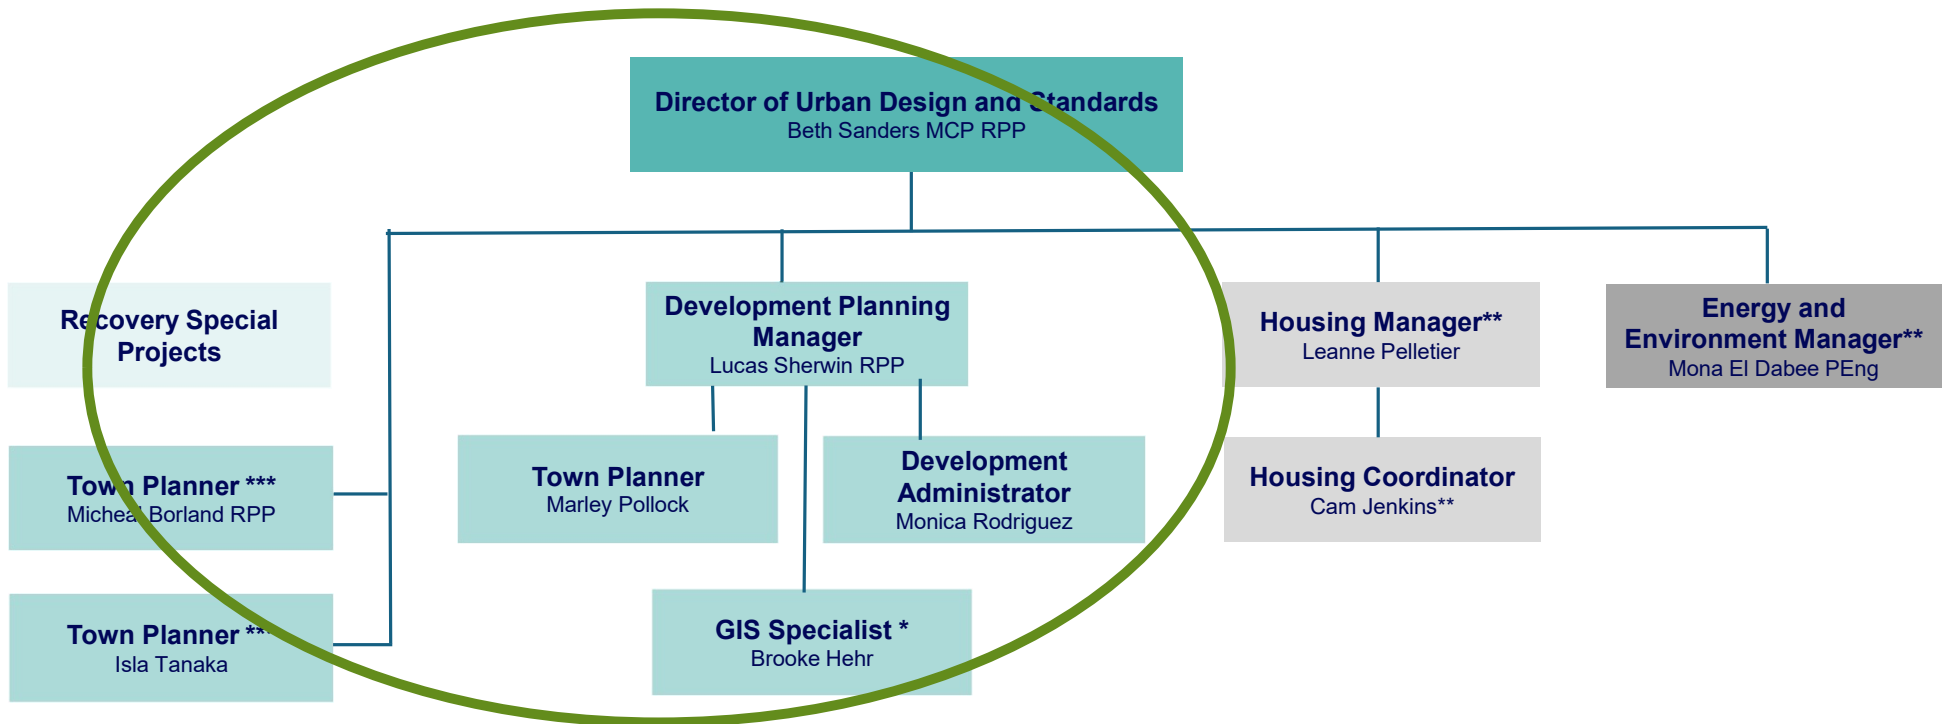 Director of Urban Design and Standards
Beth Sanders MCP RPP
Recovery Special
Projects
Development Planning
Manager
Lucas Sherwin RPP
Housing Manager**
Leanne Pelletier
Energy and
Environment Manager**
Mona El Dabee PEng
Town Planner ***
Micheal Borland RPP
Town Planner
Marley Pollock
Development
Administrator
Monica Rodriguez
Housing Coordinator
Cam Jenkins**
Town Planner ***
Isla Tanaka
GIS Specialist *
Brooke Hehr